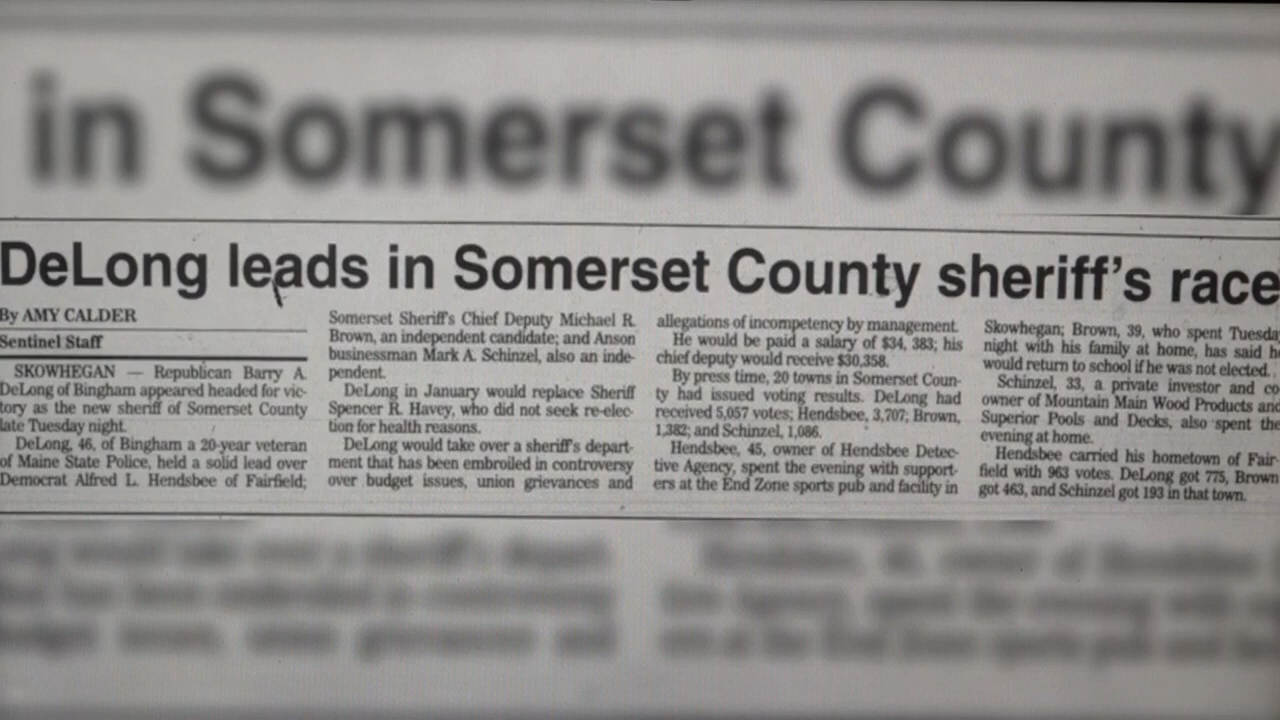 in Somerset County
DeLong leads in Somerset County sheriff's race
By AMY CALDER
Sentinel Staff
SKOWHEGAN — Republican Barry A.
DeLong of Bingham appeared headed for vic-
tory as the new sheriff of Somerset County
late Tuesday night.
DeLong, 46, of Bingham a 20-year veteran
of Maine State Police, held a solid lead over
Democrat Alfred L. Hendsbee of Fairfield;
Somerset Sheriff's Chief Deputy Michael R.
Brown, an independent candidate; and Anson
businessman Mark A. Schinzel, also an inde-
pendent.
DeLong in January would replace Sheriff
Spencer R. Havey, who did not seek re-elec-
tion for health reasons.
DeLong would take over a sheriff's depart-
ment that has been embroiled in controversy
over budget issues, union grievances and
allegations of incompetency by management.
He would be paid a salary of $34, 383; his
chief deputy would receive $30,358.
By press time, 20 towns in Somerset Coun-
ty had issued voting results. DeLong had
received 5,057 votes; Hendsbee, 3,707; Brown,
1,382; and Schinzel, 1,086.
Hendsbee, 45, owner of Hendsbee Detec-
tive Agency, spent the evening with support-
ers at the End Zone sports pub and facility in
Skowhegan; Brown, 39, who spent Tuesda
night with his family at home, has said h
would return to school if he was not elected.
Schinzel, 33, a private investor and co
owner of Mountain Main Wood Products and
Superior Pools and Decks, also spent the
evening at home.
Hendsbee carried his hometown of Fair-
field with 963 votes. DeLong got 775, Brown
got 463, and Schinzel got 193 in that town.